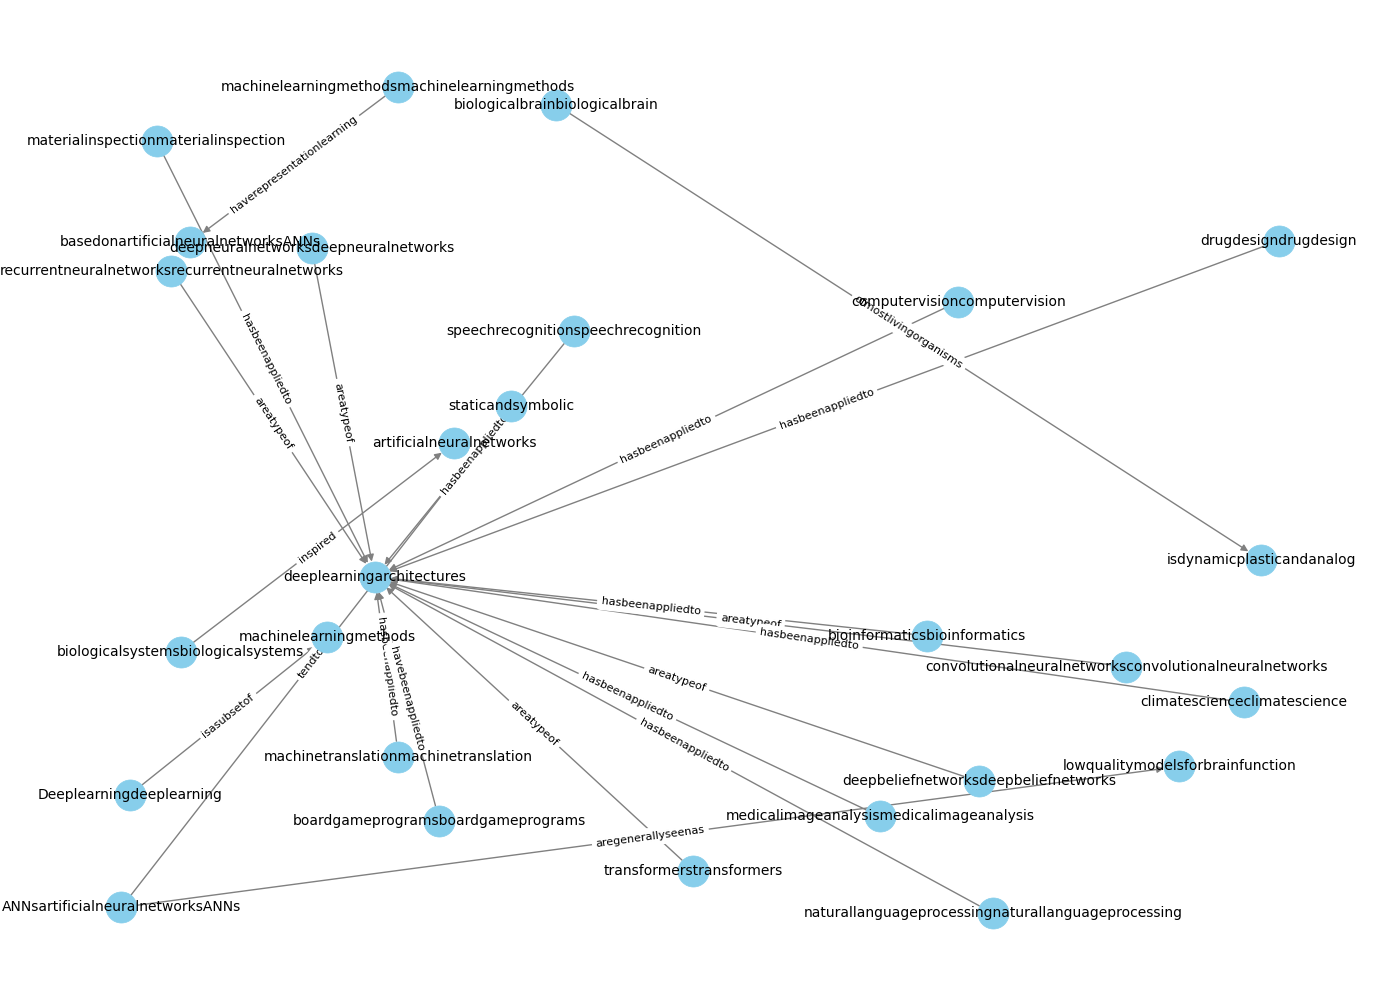 machinelearningmethodsmachinelearningmethods
biologicalbrainbiologicalbrain
materialinspectionmaterialinspection
haverepresentationlearning
basedonartificialneuralnetworksANNs
deepneuralnetworksdeepneuralnetworks
drugdesigndrugdesign
recurrentneuralnetworksrecurrentneuralnetworks
computervisioncomputervision
ofmostlivingorganisms
speechrecognitionspeechrecognition
hasbeenappliedto
staticandsymbolic
areatypeof
areatypeof
hasbeenappliedto
hasbeenappliedto
artificialneuralnetworks
hasbeenappliedto
inspired
isdynamicplasticandanalog
deeplearningarchitectures
hasbeenappliedto
areatypeof
hasbeenappliedto
bioinformaticsbioinformatics
machinelearningmethods
biologicalsystemsbiologicalsystems
tendto
hasbeenappliedto
havebeenappliedto
convolutionalneuralnetworksconvolutionalneuralnetworks
areatypeof
hasbeenappliedto
climatescienceclimatescience
isasubsetof
areatypeof
hasbeenappliedto
machinetranslationmachinetranslation
lowqualitymodelsforbrainfunction
deepbeliefnetworksdeepbeliefnetworks
Deeplearningdeeplearning
medicalimageanalysismedicalimageanalysis
boardgameprogramsboardgameprograms
aregenerallyseenas
transformerstransformers
ANNsartificialneuralnetworksANNs
naturallanguageprocessingnaturallanguageprocessing